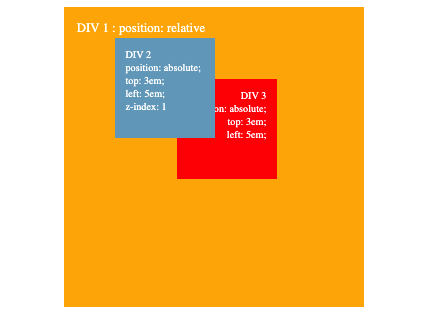 DIV 1 : position: relative
DIV 2
position: absolute;
top: 3em;
left: 5em;
z-index: 1
DIV 3
on: absolute;
top: 3em;
left: 5em;